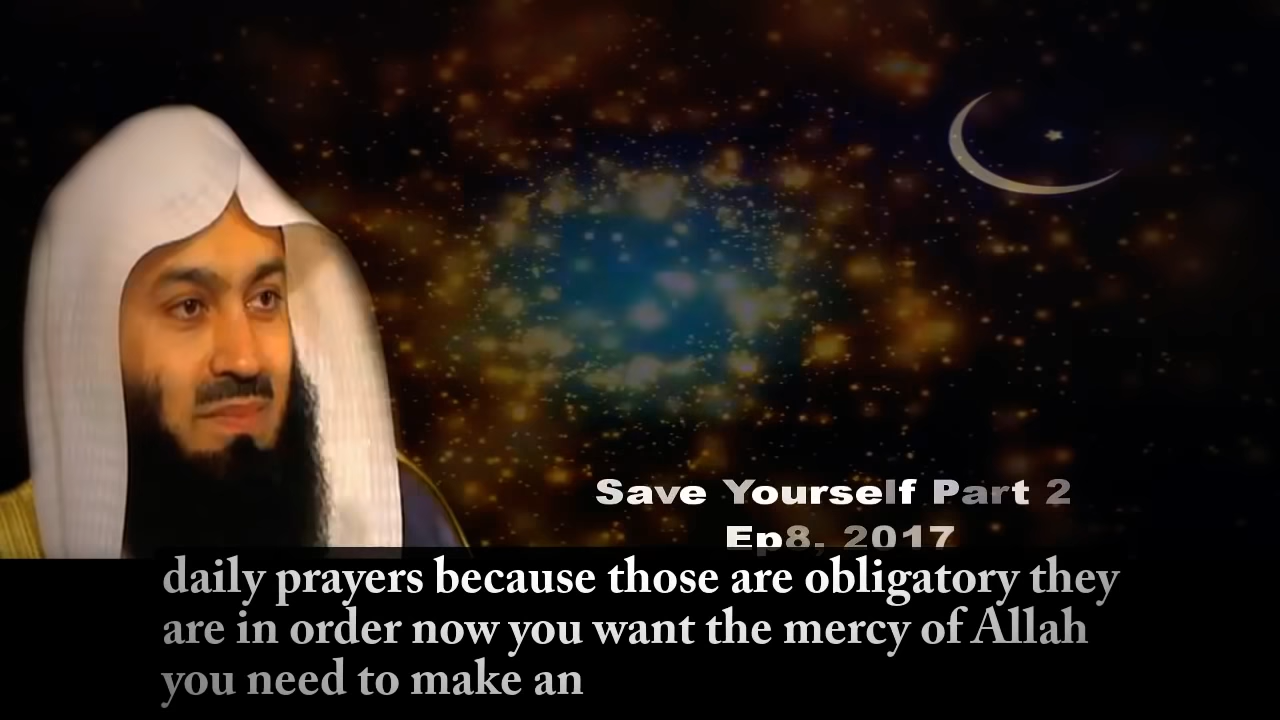 Save Yourself Part 2
Ep8, 2017
daily prayers because those are obligatory they
are in order now you want the mercy of Allah
you need to make an